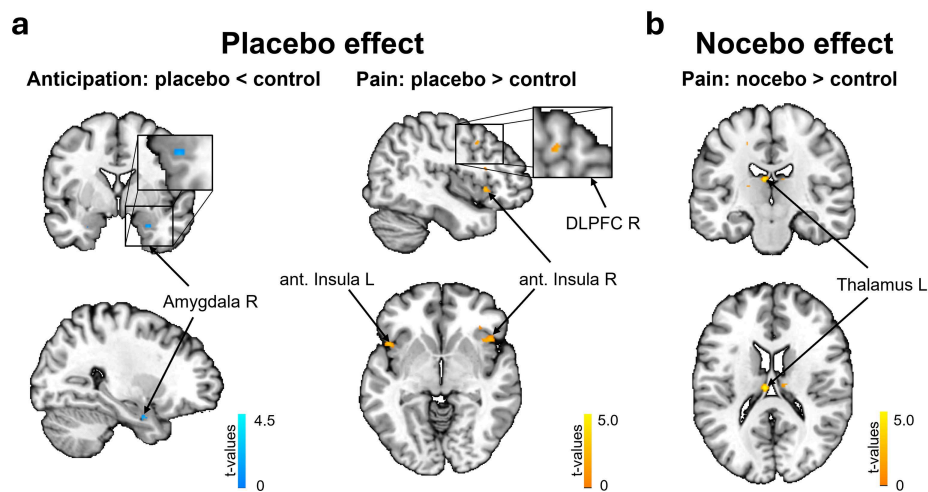 a
Placebo effect
Anticipation: placebo < control
Pain: placebo > control
DLPFC R
Amygdala R
ant. Insula L
ant. Insula R
t-values
4.5
0
t-values
5.0
0
b
Nocebo effect
Pain: nocebo > control
Thalamus L
t-values
5.0
0